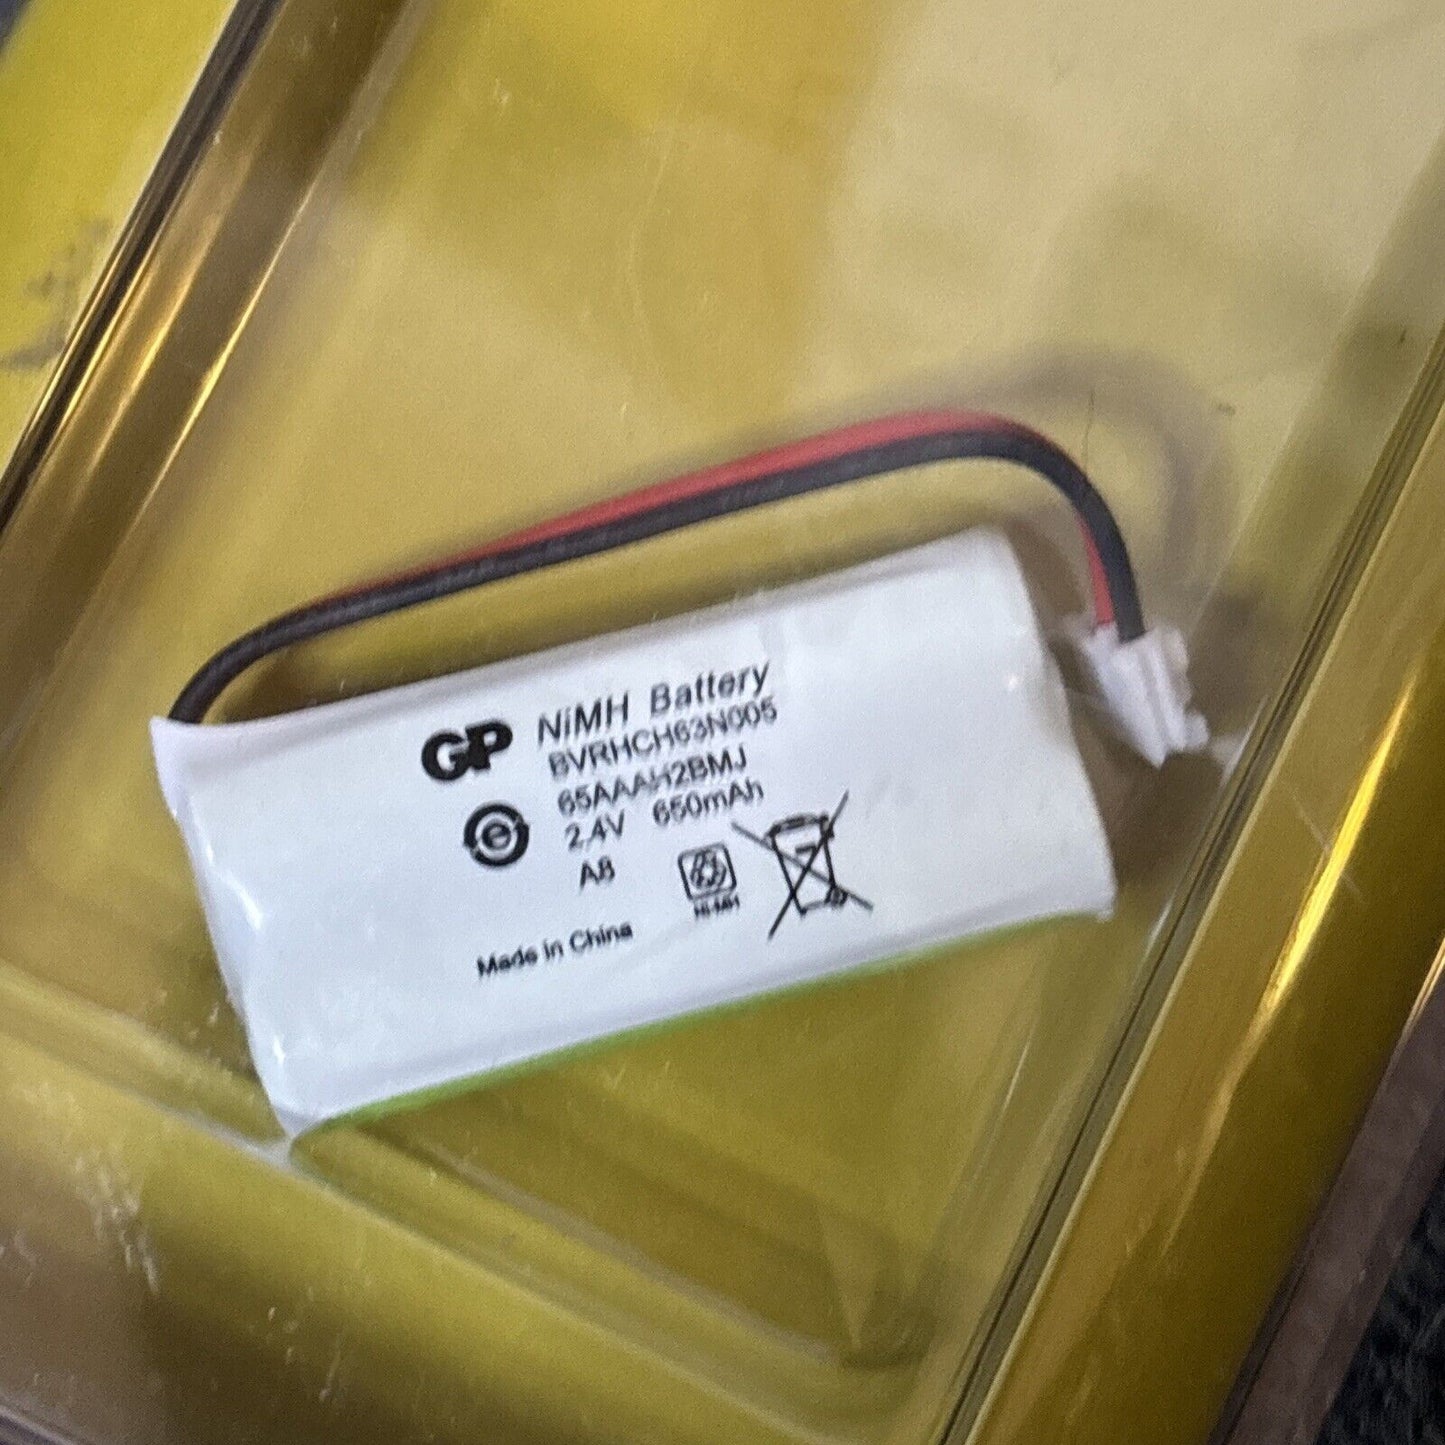 GP NiMH Battery
BVRHCH63N005
65AAAH2BMJ
2.4V 650mAh
e
A8
Ni-MH
Made in China